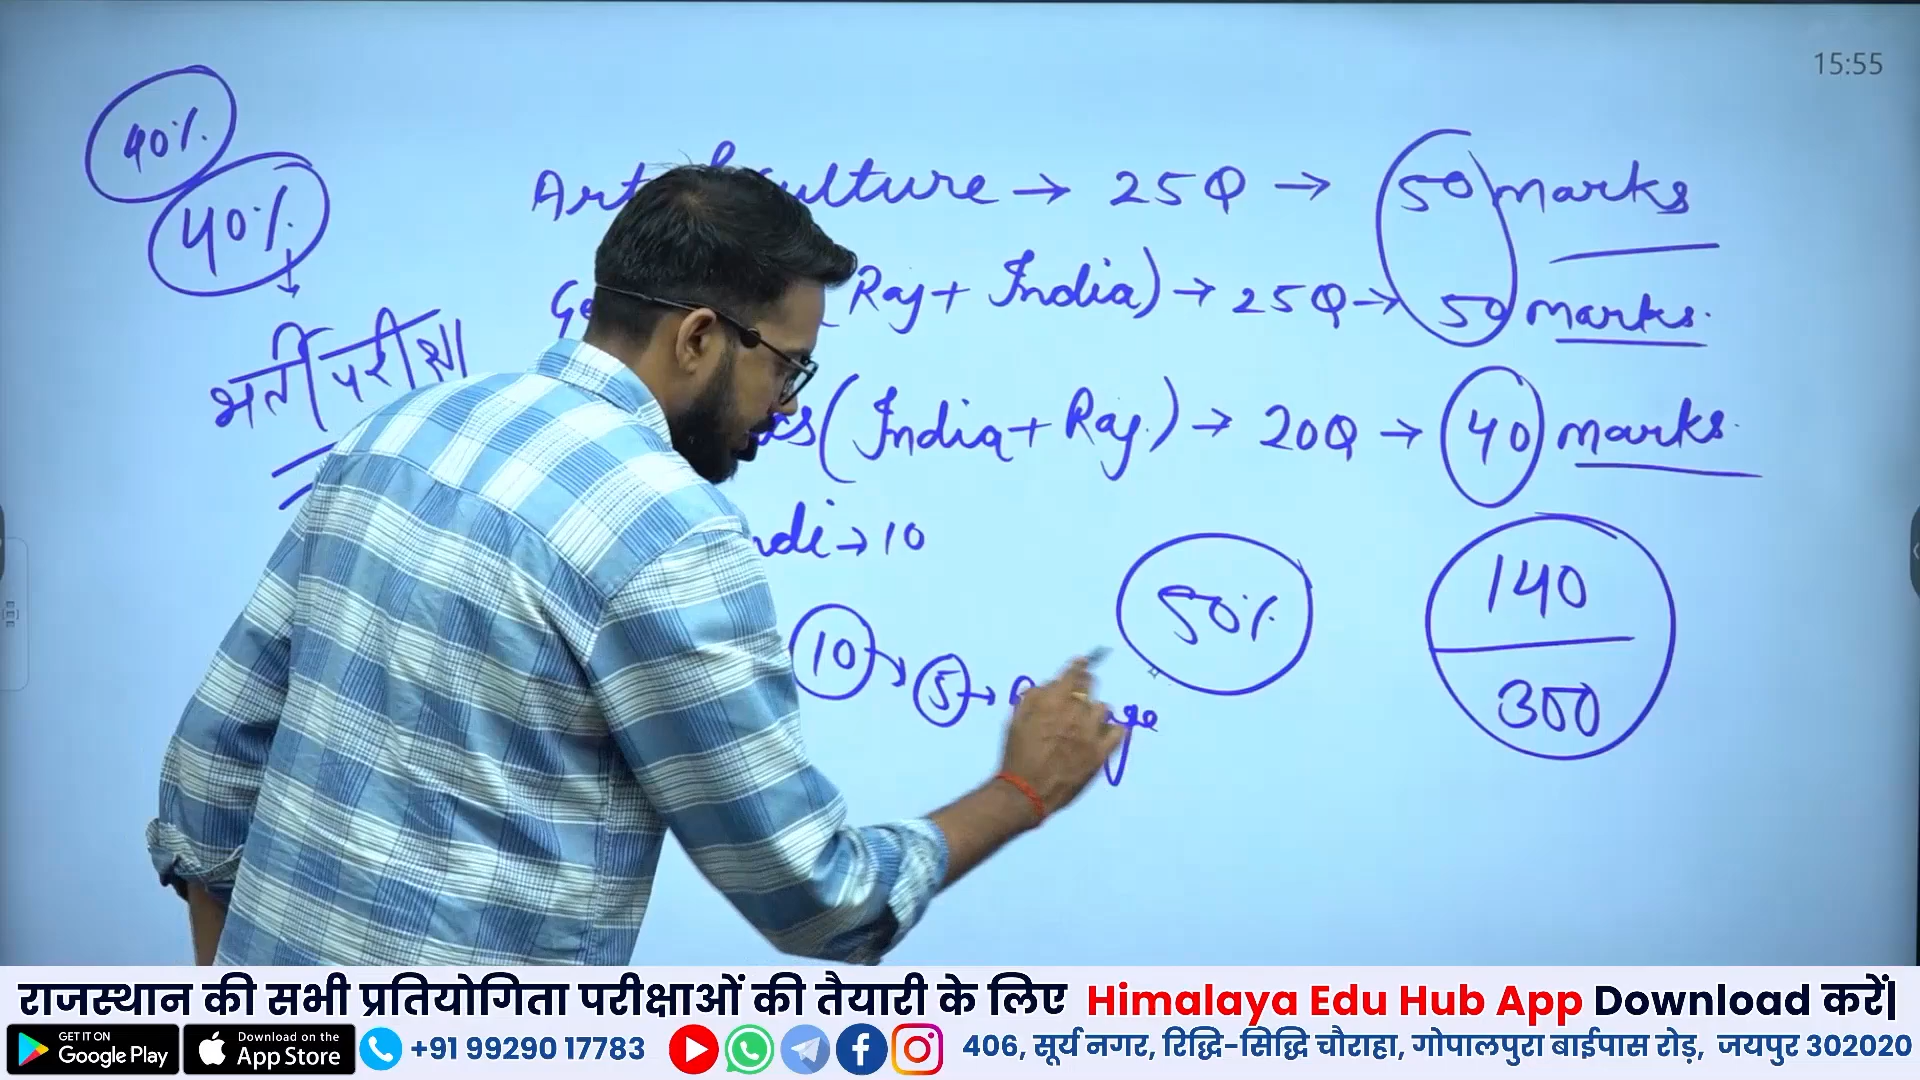 15:55
40%
40%
भर्ती परीक्षा
Art & culture → 25Q → 50 marks
(Raj + India) → 25Q → 50 marks.
(India + Raj.) → 20Q → 40 marks.
→ 10
10 → 5 →
50%
140
300
राजस्थान की सभी प्रतियोगिता परीक्षाओं की तैयारी के लिए Himalaya Edu Hub App Download करें|
GET IT ON Google Play
Download on the App Store
+91 99290 17783
406, सूर्य नगर, रिद्धि-सिद्धि चौराहा, गोपालपुरा बाईपास रोड़, जयपुर 302020